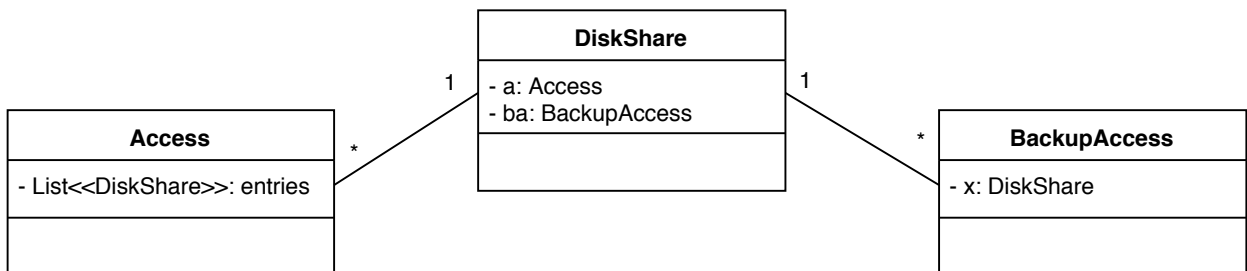 DiskShare
- a: Access
- ba: BackupAccess
1
1
*
*
Access
- List<<DiskShare>>: entries
BackupAccess
- x: DiskShare